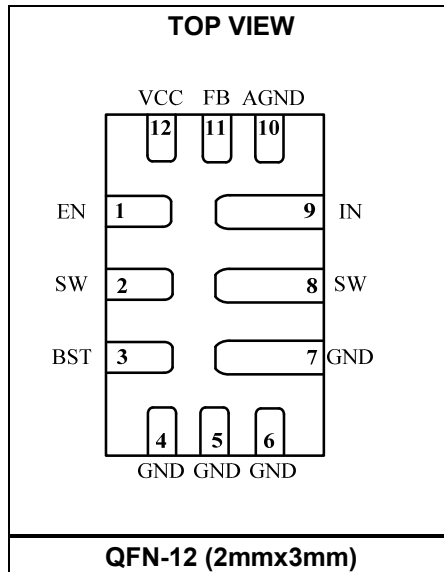 TOP VIEW
VCC FB AGND
12 11 10
EN 1 9 IN
SW 2 8 SW
BST 3 7 GND
4 5 6
GND GND GND
QFN-12 (2mmx3mm)